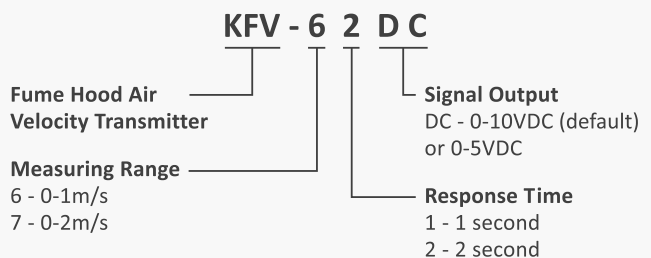 KFV - 6 2 D C
Fume Hood Air
Velocity Transmitter
Measuring Range
6 - 0-1m/s
7 - 0-2m/s
Signal Output
DC - 0-10VDC (default)
or 0-5VDC
Response Time
1 - 1 second
2 - 2 second